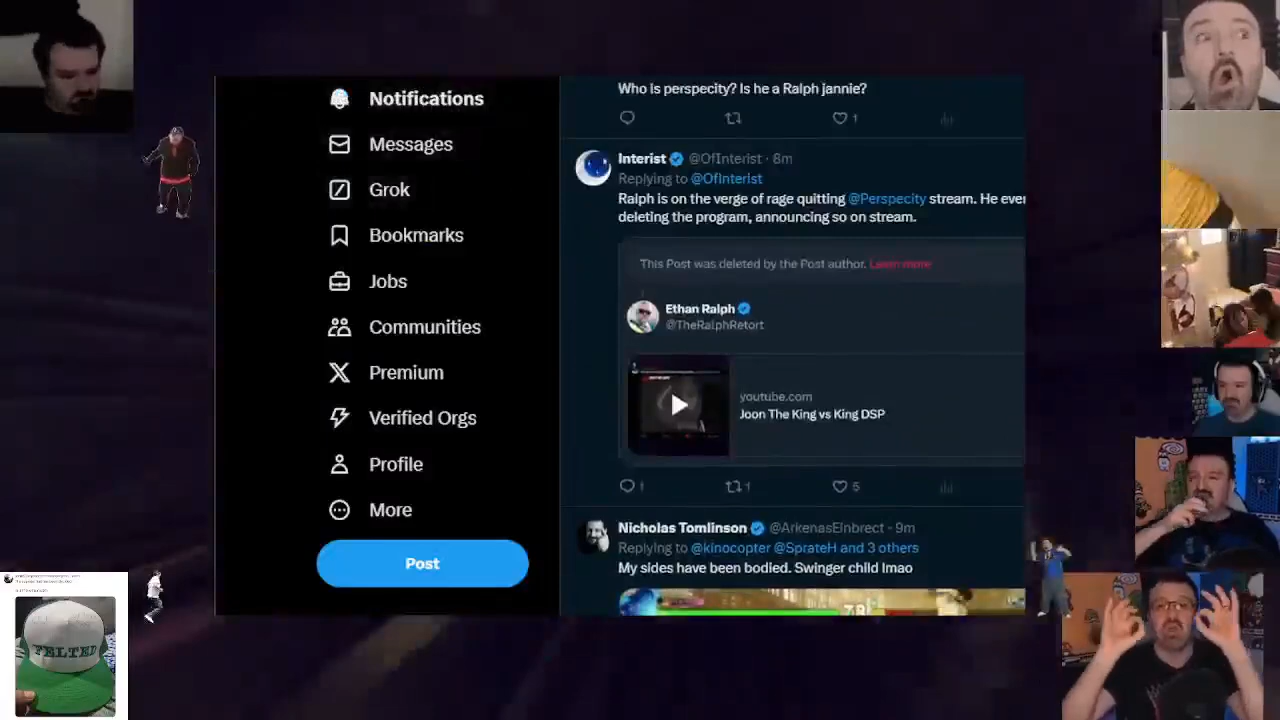 Notifications
Messages
Grok
Bookmarks
Jobs
Communities
Premium
Verified Orgs
Profile
More
Post
Who is perspecity? Is he a Ralph jannie?
1
Interist @OfInterist · 8m
Replying to @OfInterist
Ralph is on the verge of rage quitting @Perspecity stream. He ever
deleting the program, announcing so on stream.
This Post was deleted by the Post author. Learn more
Ethan Ralph
@TheRalphRetort
youtube.com
Joon The King vs King DSP
1 1 5
Nicholas Tomlinson @ArkenasEinbrect · 9m
Replying to @kinocopter @SprateH and 3 others
My sides have been bodied. Swinger child lmao
FELTED